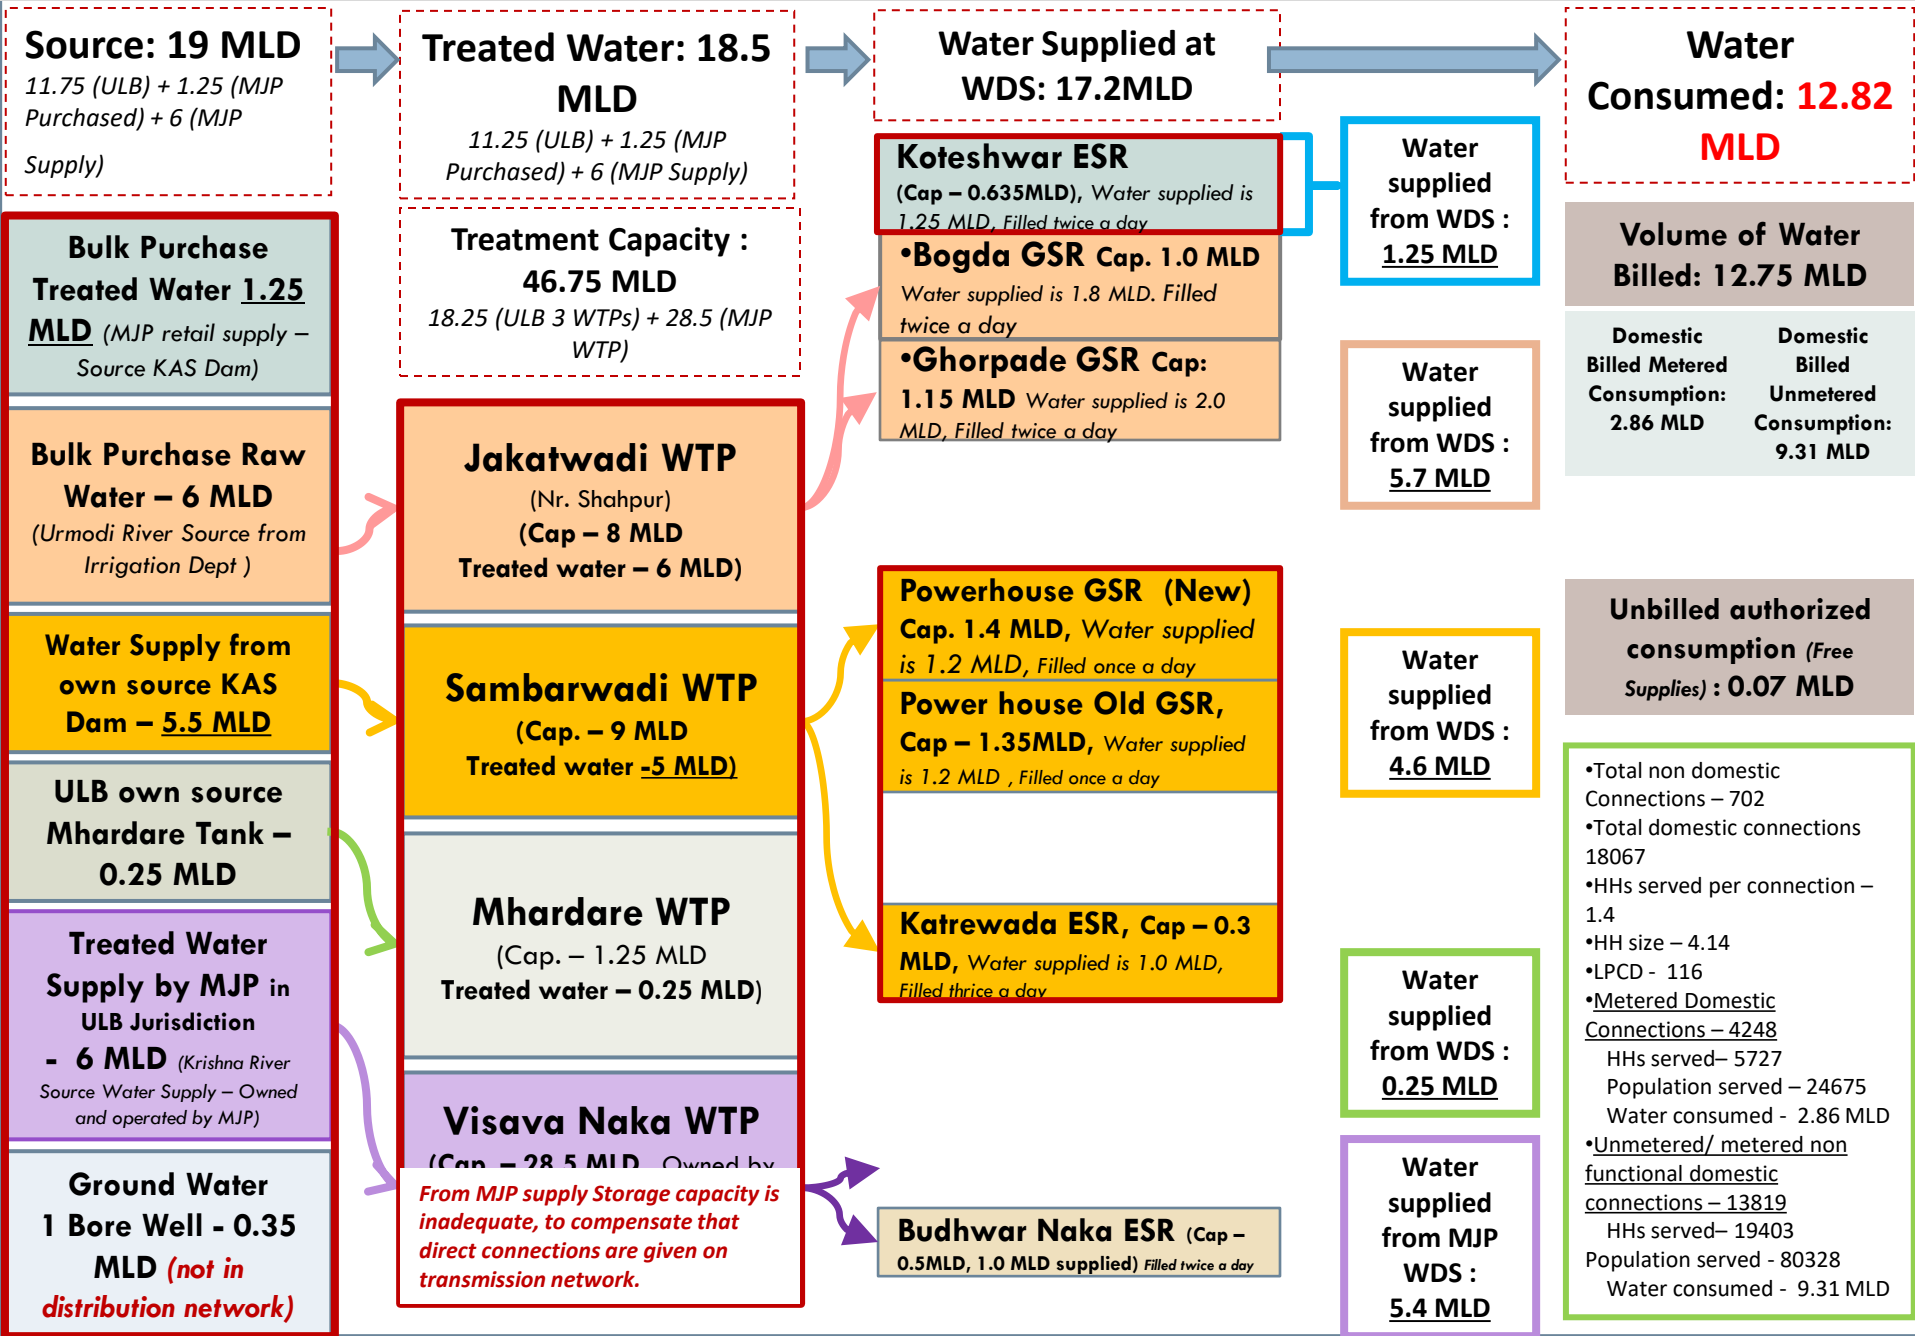 Source: 19 MLD
11.75 (ULB) + 1.25 (MJP
Purchased) + 6 (MJP
Supply)
Treated Water: 18.5
MLD
11.25 (ULB) + 1.25 (MJP
Purchased) + 6 (MJP Supply)
Water Supplied at
WDS: 17.2MLD
Water
Consumed: 12.82
MLD
Bulk Purchase
Treated Water 1.25
MLD (MJP retail supply –
Source KAS Dam)
Bulk Purchase Raw
Water – 6 MLD
(Urmodi River Source from
Irrigation Dept )
Water Supply from
own source KAS
Dam – 5.5 MLD
ULB own source
Mhardare Tank –
0.25 MLD
Treated Water
Supply by MJP in
ULB Jurisdiction
- 6 MLD (Krishna River
Source Water Supply – Owned
and operated by MJP)
Ground Water
1 Bore Well - 0.35
MLD (not in
distribution network)
Treatment Capacity :
46.75 MLD
18.25 (ULB 3 WTPs) + 28.5 (MJP
WTP)
Jakatwadi WTP
(Nr. Shahpur)
(Cap – 8 MLD
Treated water – 6 MLD)
Sambarwadi WTP
(Cap. – 9 MLD
Treated water -5 MLD)
Mhardare WTP
(Cap. – 1.25 MLD
Treated water – 0.25 MLD)
Visava Naka WTP
(Cap. – 28.5 MLD, Owned by
From MJP supply Storage capacity is
inadequate, to compensate that
direct connections are given on
transmission network.
Koteshwar ESR
(Cap – 0.635MLD), Water supplied is
1.25 MLD, Filled twice a day
•Bogda GSR Cap. 1.0 MLD
Water supplied is 1.8 MLD. Filled
twice a day
•Ghorpade GSR Cap:
1.15 MLD Water supplied is 2.0
MLD, Filled twice a day
Powerhouse GSR (New)
Cap. 1.4 MLD, Water supplied
is 1.2 MLD, Filled once a day
Power house Old GSR,
Cap – 1.35MLD, Water supplied
is 1.2 MLD , Filled once a day
Katrewada ESR, Cap – 0.3
MLD, Water supplied is 1.0 MLD,
Filled thrice a day
Budhwar Naka ESR (Cap –
0.5MLD, 1.0 MLD supplied) Filled twice a day
Water
supplied
from WDS :
1.25 MLD
Water
supplied
from WDS :
5.7 MLD
Water
supplied
from WDS :
4.6 MLD
Water
supplied
from WDS :
0.25 MLD
Water
supplied
from MJP
WDS :
5.4 MLD
Volume of Water
Billed: 12.75 MLD
Domestic
Billed Metered
Consumption:
2.86 MLD
Domestic
Billed
Unmetered
Consumption:
9.31 MLD
Unbilled authorized
consumption (Free
Supplies) : 0.07 MLD
•Total non domestic
Connections – 702
•Total domestic connections
18067
•HHs served per connection –
1.4
•HH size – 4.14
•LPCD - 116
•Metered Domestic
Connections – 4248
HHs served– 5727
Population served – 24675
Water consumed - 2.86 MLD
•Unmetered/ metered non
functional domestic
connections – 13819
HHs served– 19403
Population served - 80328
Water consumed - 9.31 MLD